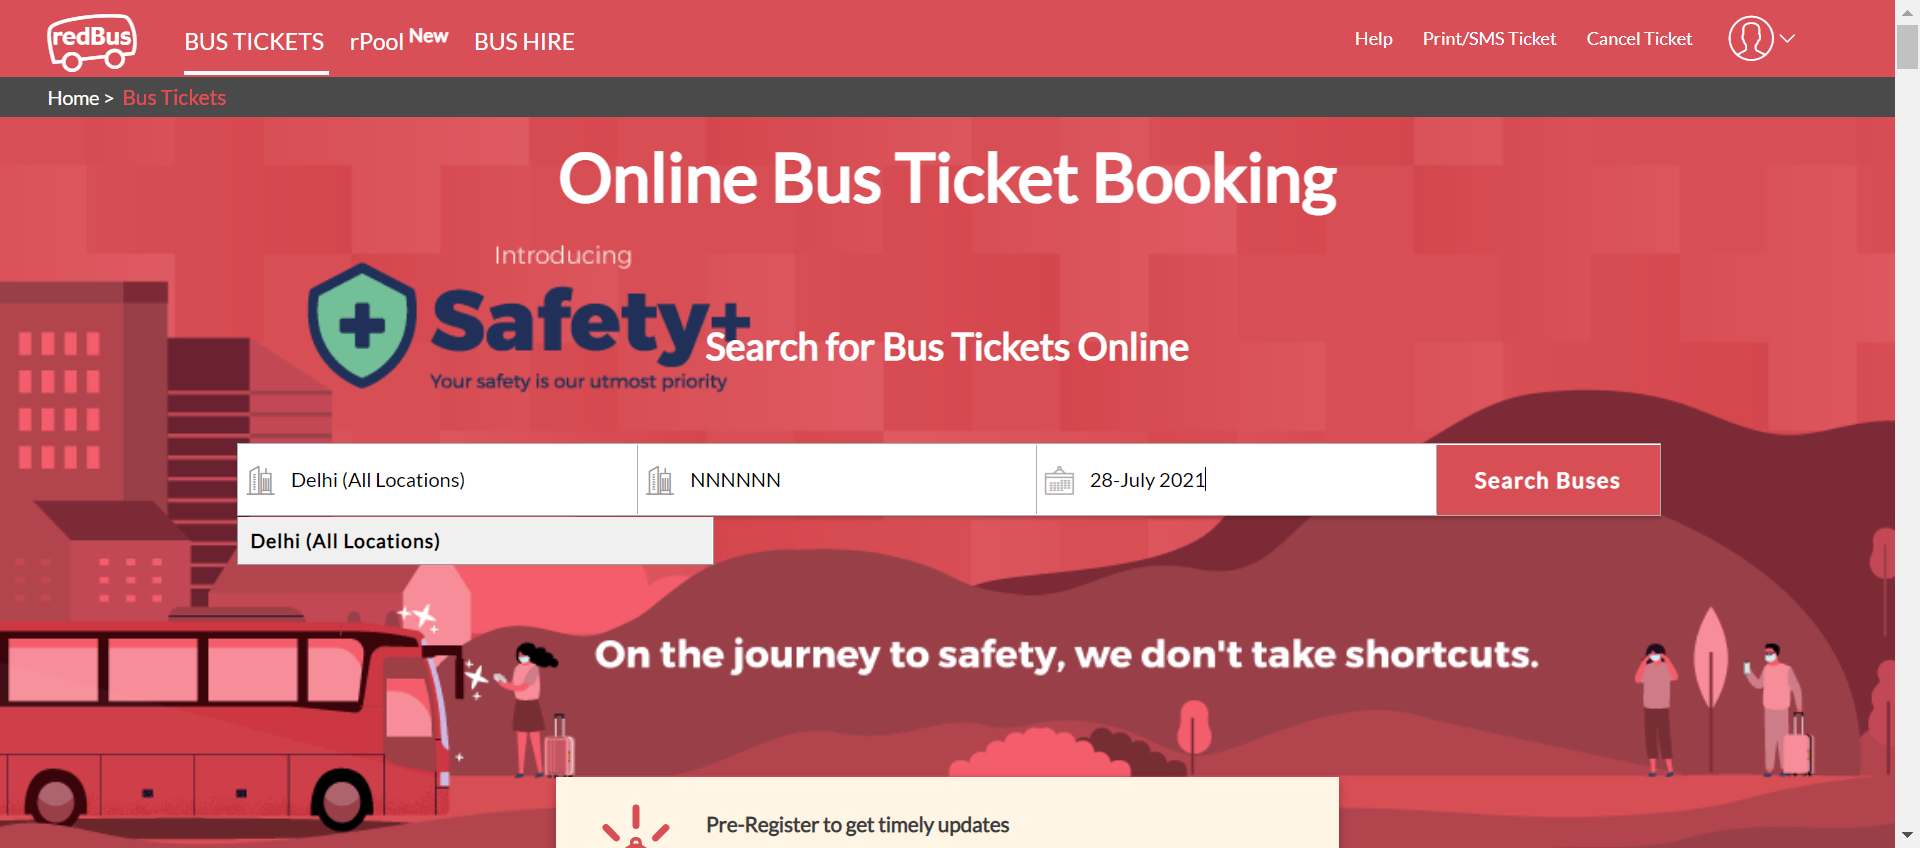 redBus
BUS TICKETS rPool New BUS HIRE
Help Print/SMS Ticket Cancel Ticket
Home > Bus Tickets
Online Bus Ticket Booking
Introducing
Safety+
Search for Bus Tickets Online
Your safety is our utmost priority
Delhi (All Locations) NNNNNN 28-July 2021 Search Buses
Delhi (All Locations)
On the journey to safety, we don't take shortcuts.
Pre-Register to get timely updates